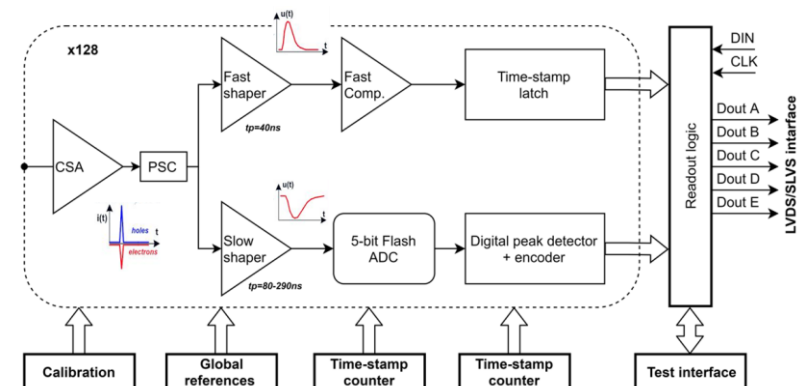 x128
u(t)
t
Fast
shaper
tp=40ns
Fast
Comp.
Time-stamp
latch
DIN
CLK
CSA
PSC
Readout logic
Dout A
Dout B
Dout C
Dout D
Dout E
LVDS/SLVS intarface
i(t)
t
holes
electrons
u(t)
t
Slow
shaper
tp=80-290ns
5-bit Flash
ADC
Digital peak detector
+ encoder
Calibration
Global
references
Time-stamp
counter
Time-stamp
counter
Test interface